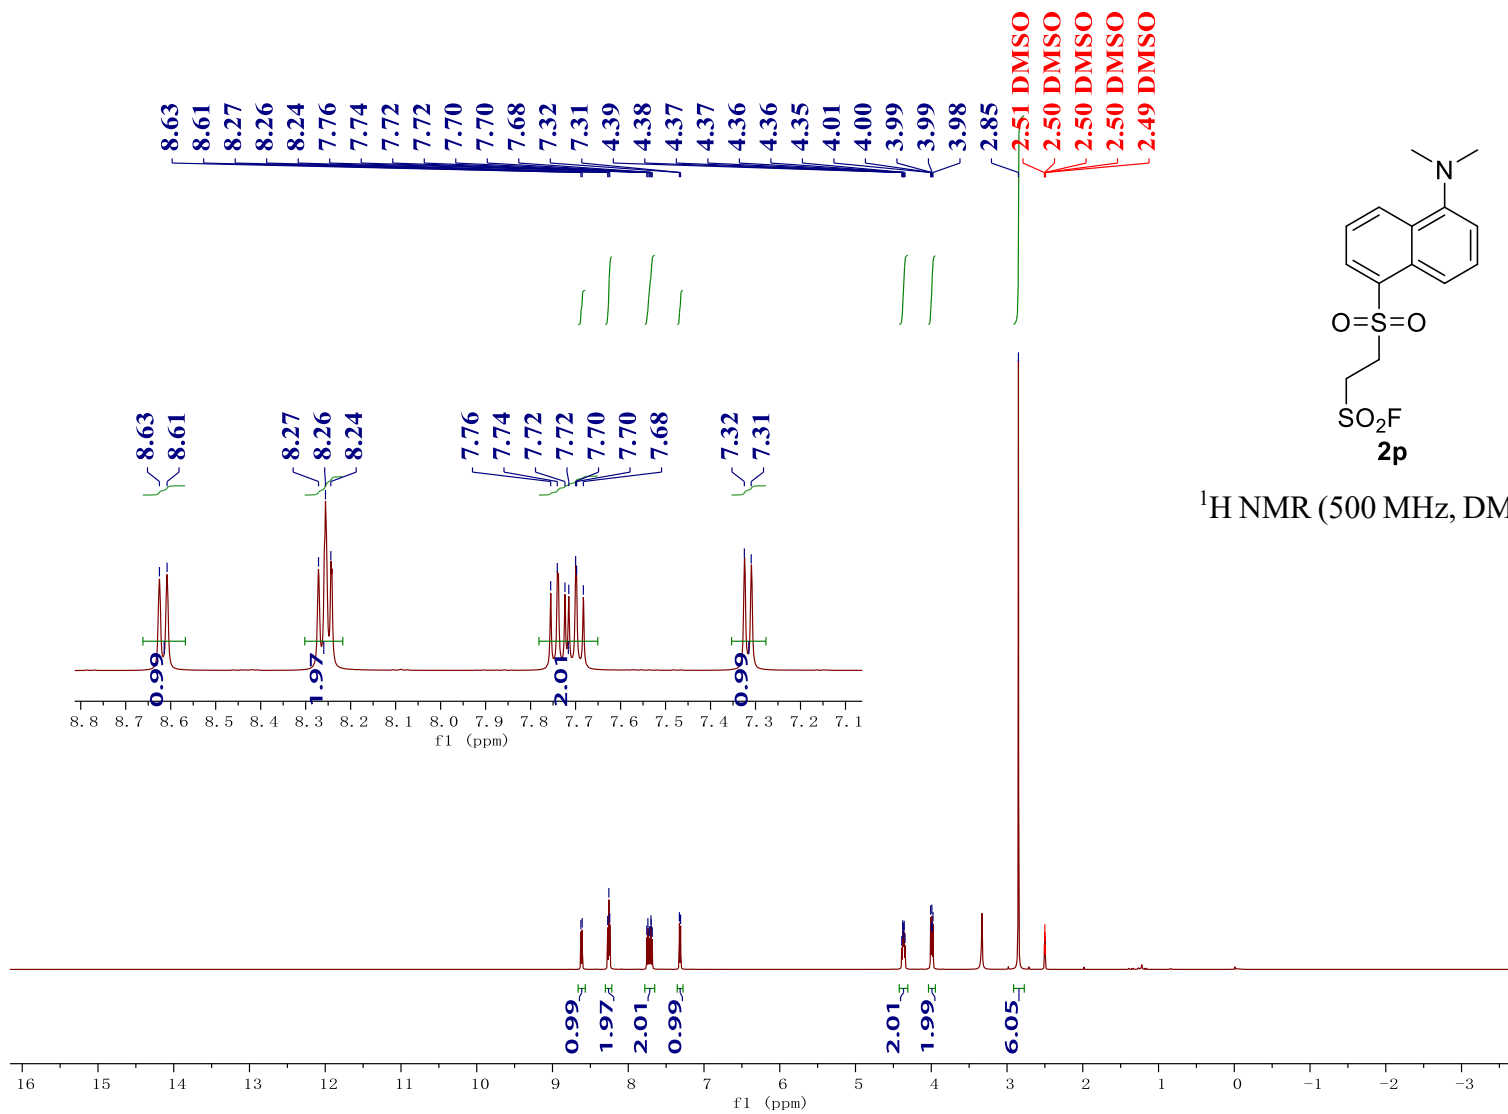 8.63 8.61 8.27 8.26 8.24 7.76 7.74 7.72 7.72 7.70 7.70 7.68 7.32 7.31 4.39 4.38 4.37 4.37 4.36 4.36 4.35 4.01 4.00 3.99 3.99 3.98 2.85 2.51 DMSO 2.50 DMSO 2.50 DMSO 2.50 DMSO 2.49 DMSO
N
O=S=O
SO2F
2p
¹H NMR (500 MHz, DM
8.63 8.61 8.27 8.26 8.24 7.76 7.74 7.72 7.72 7.70 7.70 7.68 7.32 7.31
0.99 1.97 2.01 0.99
8.8 8.7 8.6 8.5 8.4 8.3 8.2 8.1 8.0 7.9 7.8 7.7 7.6 7.5 7.4 7.3 7.2 7.1
f1 (ppm)
0.99 1.97 2.01 0.99 2.01 1.99 6.05
16 15 14 13 12 11 10 9 8 7 6 5 4 3 2 1 0 -1 -2 -3
f1 (ppm)